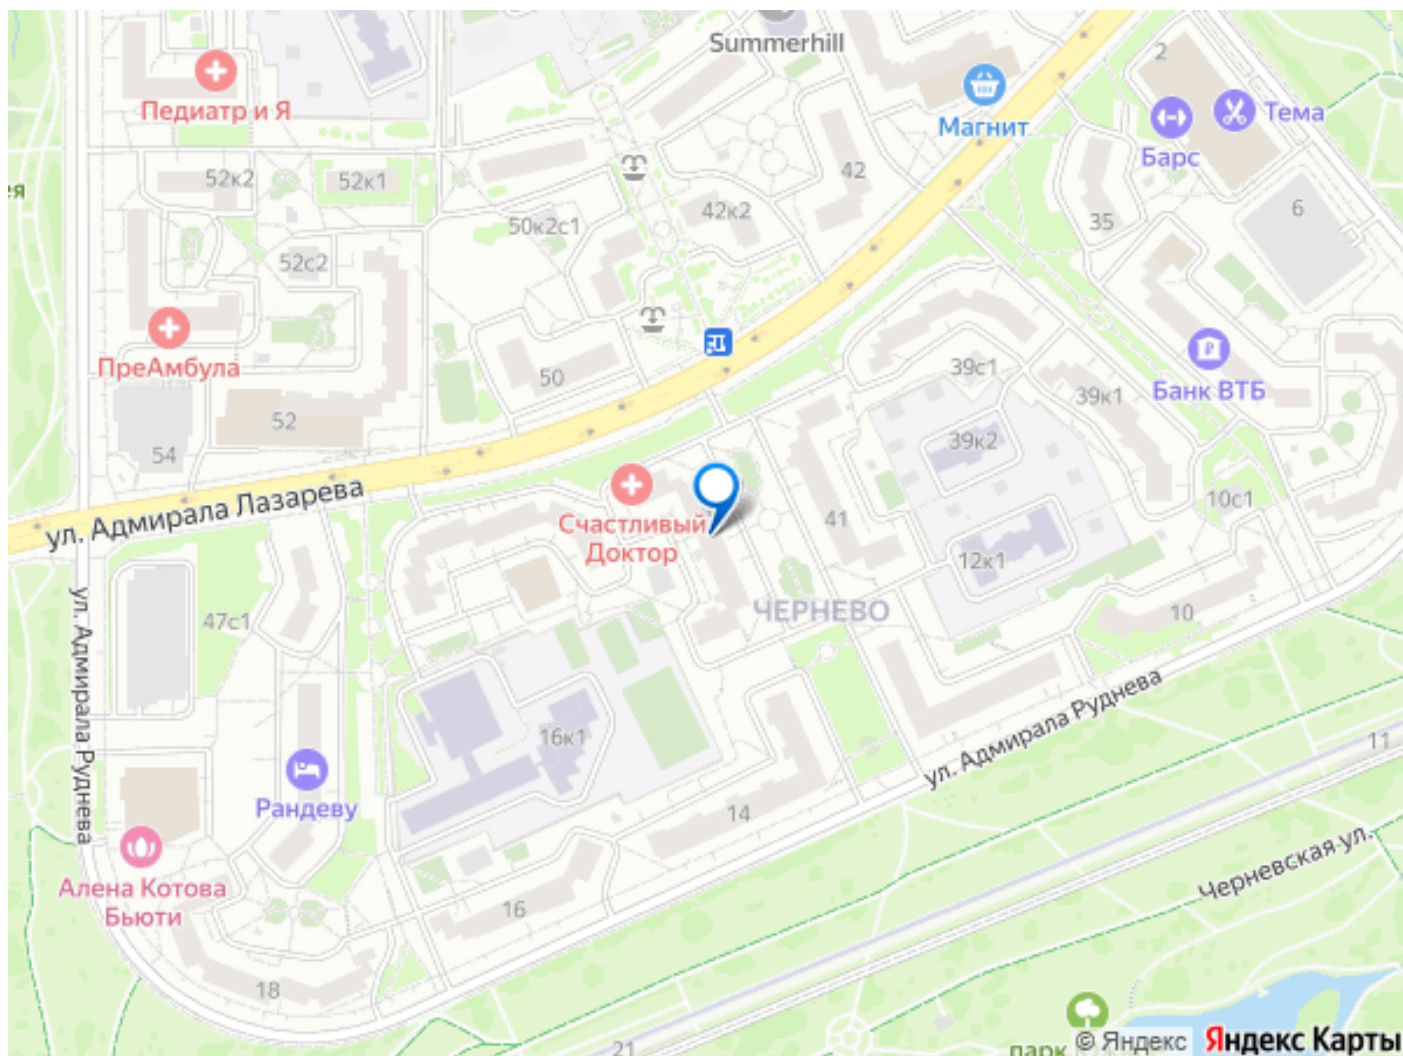 Summerhill
2
Педиатр и Я
Магнит
Тема
Барс
52к2
52к1
42
ея
42к2
6
50к2с1
35
52с2
ПреАмбула
50
39с1
Банк ВТБ
39к1
52
39к2
54
ул. Адмирала Лазарева
10с1
Счастливый
Доктор
41
12к1
ЧЕРНЕВО
10
47с1
ул. Адмирала Руднева
ул. Адмирала Руднева
16к1
11
Рандеву
14
Черневская ул.
Алена Котова
Бьюти
16
18
21
парк
© Яндекс
Яндекс Карты